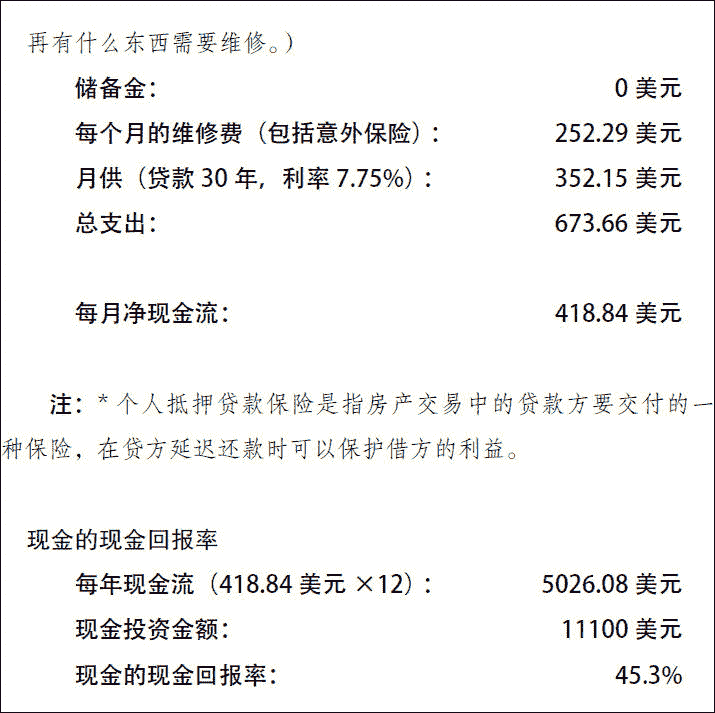 再有什么东西需要维修。）
储备金： 0 美元
每个月的维修费（包括意外保险）： 252.29 美元
月供（贷款 30 年，利率 7.75%）： 352.15 美元
总支出： 673.66 美元
每月净现金流： 418.84 美元
注：* 个人抵押贷款保险是指房产交易中的贷款方要交付的一
种保险，在贷方延迟还款时可以保护借方的利益。
现金的现金回报率
每年现金流（418.84 美元 ×12）： 5026.08 美元
现金投资金额： 11100 美元
现金的现金回报率： 45.3%